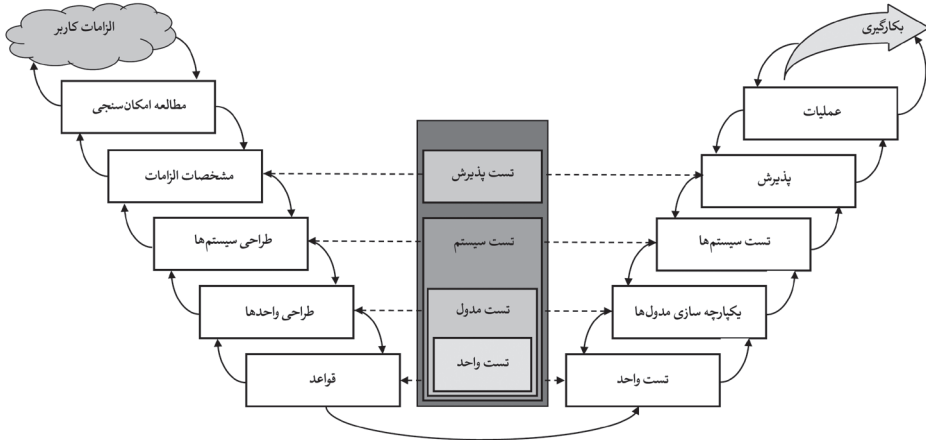 الزامات کاربر
بکارگیری
مطالعه امکان‌سنجی
عملیات
مشخصات الزامات
تست پذیرش
پذیرش
طراحی سیستم‌ها
تست سیستم
تست سیستم‌ها
طراحی واحدها
تست مدول
یکپارچه سازی مدول‌ها
قواعد
تست واحد
تست واحد